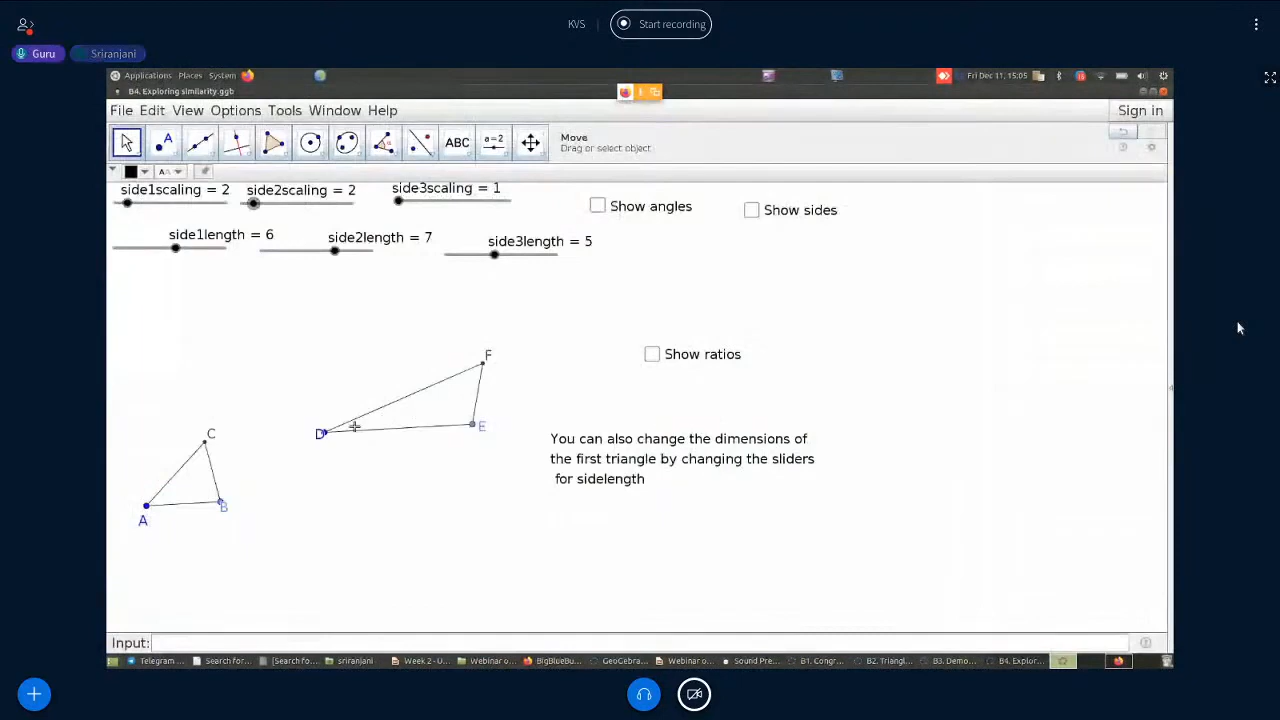 KVS
Start recording
Guru
Sriranjani
Applications Places System
Fri Dec 11, 15:05
B4. Exploring similarity.ggb
File Edit View Options Tools Window Help
Sign in
A
ABC
a=2
Move
Drag or select object
AA
side1scaling = 2
side2scaling = 2
side3scaling = 1
Show angles
Show sides
side1length = 6
side2length = 7
side3length = 5
F
Show ratios
D
E
C
You can also change the dimensions of
the first triangle by changing the sliders
for sidelength
B
A
Input:
Telegram ...
Search for...
[Search fo...
sriranjani
Week 2 - U...
Webinar o...
BigBlueBu...
GeoGebra...
Webinar o...
Sound Pre...
B1. Congr...
B2. Triangl...
B3. Demo...
B4. Explor...